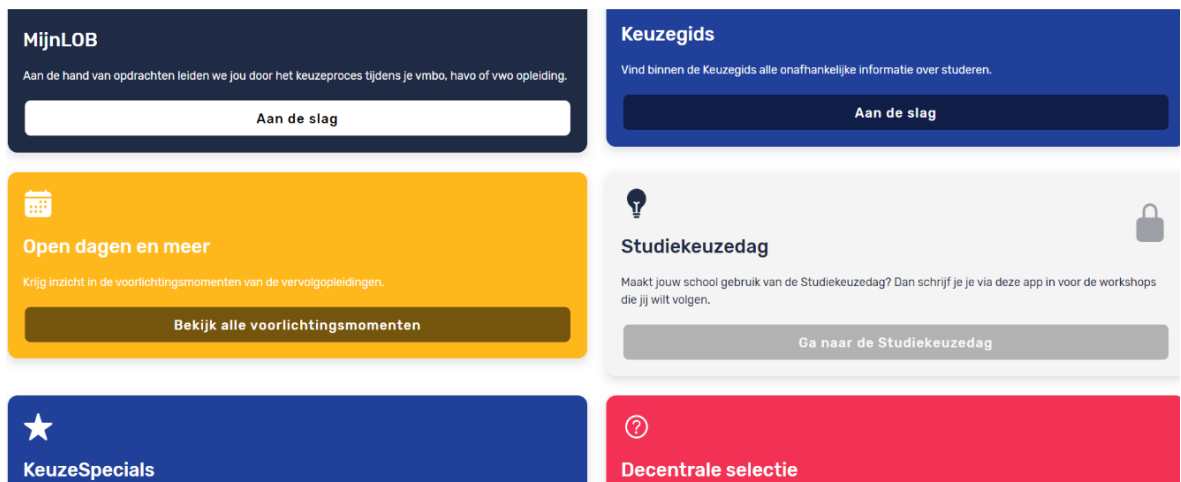 MijnLOB
Aan de hand van opdrachten leiden we jou door het keuzeproces tijdens je vmbo, havo of vwo opleiding.
Aan de slag
Keuzegids
Vind binnen de Keuzegids alle onafhankelijke informatie over studeren.
Aan de slag
Open dagen en meer
Krijg inzicht in de voorlichtingsmomenten van de vervolgopleidingen.
Bekijk alle voorlichtingsmomenten
Studiekeuzedag
Maakt jouw school gebruik van de Studiekeuzedag? Dan schrijf je je via deze app in voor de workshops
die jij wilt volgen.
Ga naar de Studiekeuzedag
KeuzeSpecials
Decentrale selectie